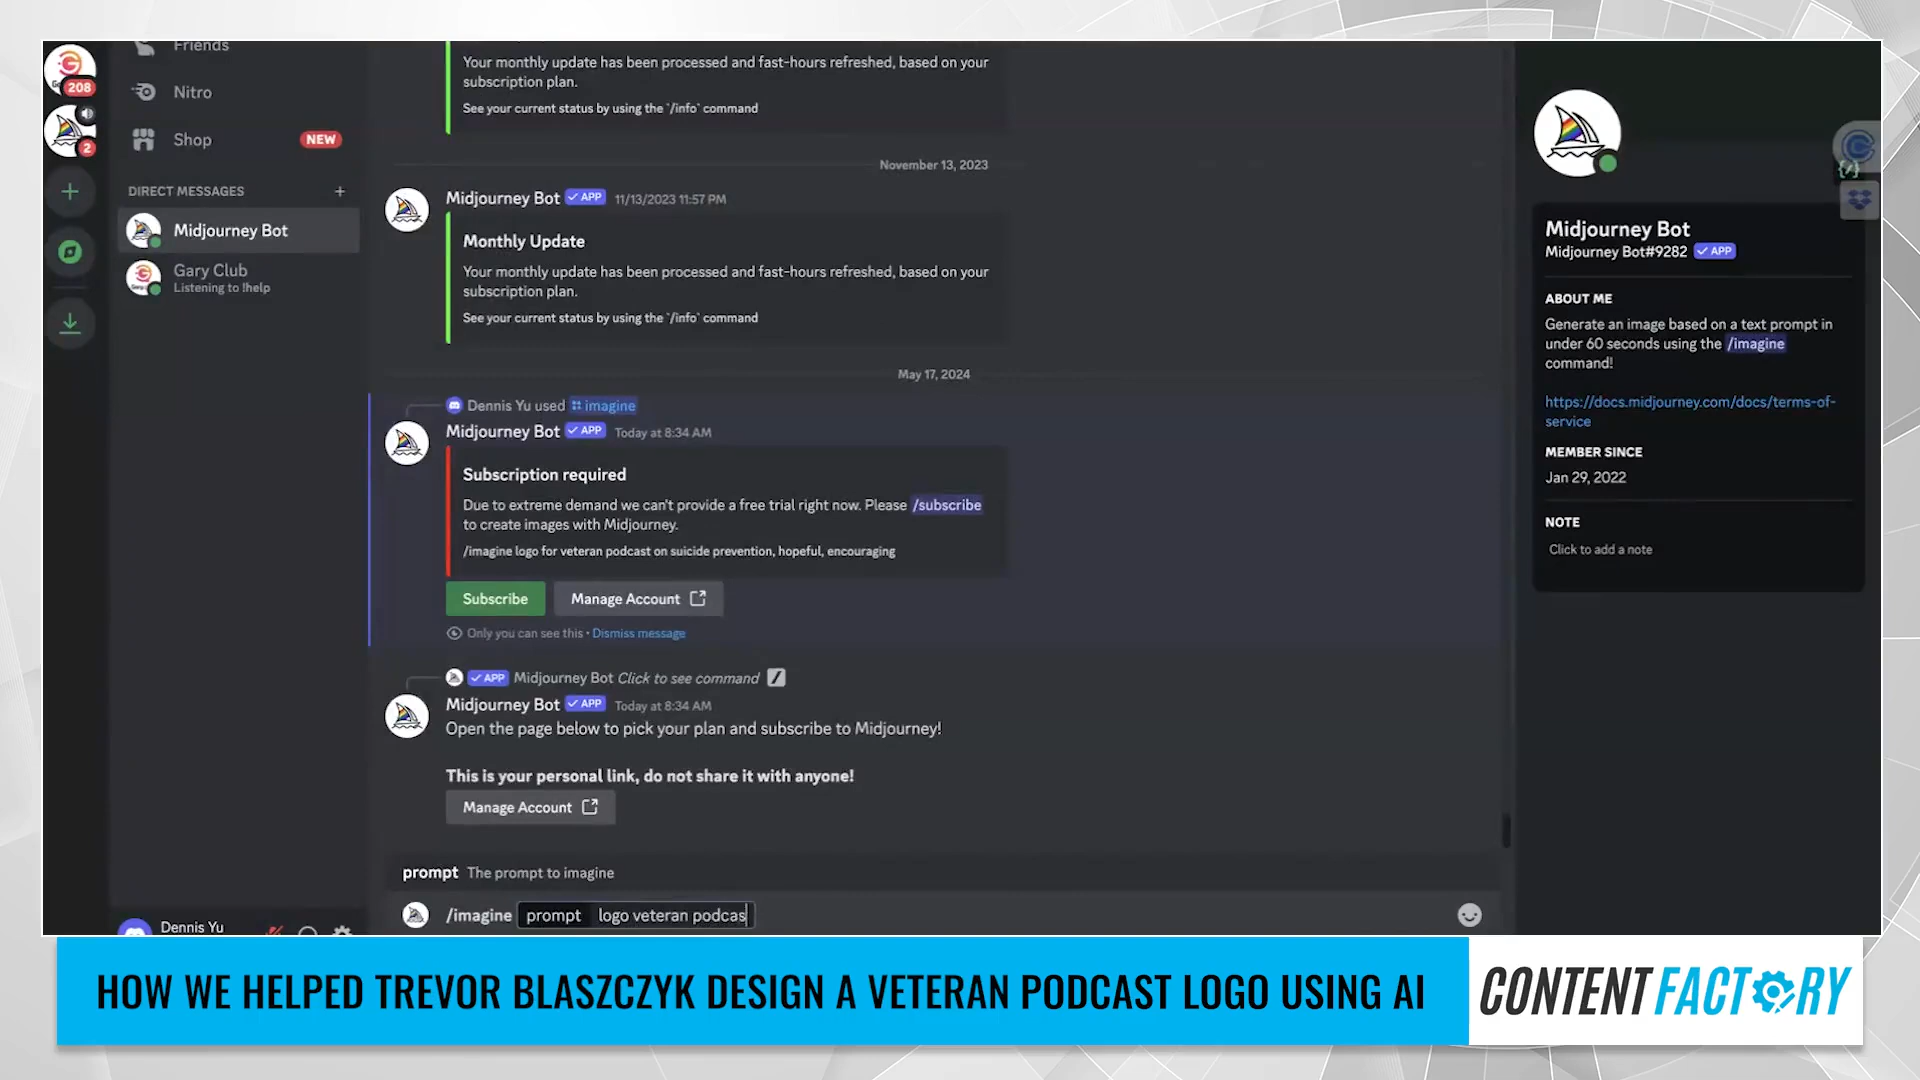 Friends
208
Nitro
2
Shop
NEW
DIRECT MESSAGES
Midjourney Bot
Gary Club
Listening to !help
Dennis Yu
Your monthly update has been processed and fast-hours refreshed, based on your
subscription plan.
See your current status by using the `/info` command
November 13, 2023
Midjourney Bot APP 11/13/2023 11:57 PM
Monthly Update
Your monthly update has been processed and fast-hours refreshed, based on your
subscription plan.
See your current status by using the `/info` command
May 17, 2024
Dennis Yu used imagine
Midjourney Bot APP Today at 8:34 AM
Subscription required
Due to extreme demand we can't provide a free trial right now. Please /subscribe
to create images with Midjourney.
/imagine logo for veteran podcast on suicide prevention, hopeful, encouraging
Subscribe
Manage Account
Only you can see this • Dismiss message
APP Midjourney Bot Click to see command
Midjourney Bot APP Today at 8:34 AM
Open the page below to pick your plan and subscribe to Midjourney!
This is your personal link, do not share it with anyone!
Manage Account
prompt The prompt to imagine
/imagine prompt logo veteran podcas
Midjourney Bot
Midjourney Bot#9282 APP
ABOUT ME
Generate an image based on a text prompt in
under 60 seconds using the /imagine
command!
https://docs.midjourney.com/docs/terms-of-
service
MEMBER SINCE
Jan 29, 2022
NOTE
Click to add a note
HOW WE HELPED TREVOR BLASZCZYK DESIGN A VETERAN PODCAST LOGO USING AI
CONTENT FACTORY